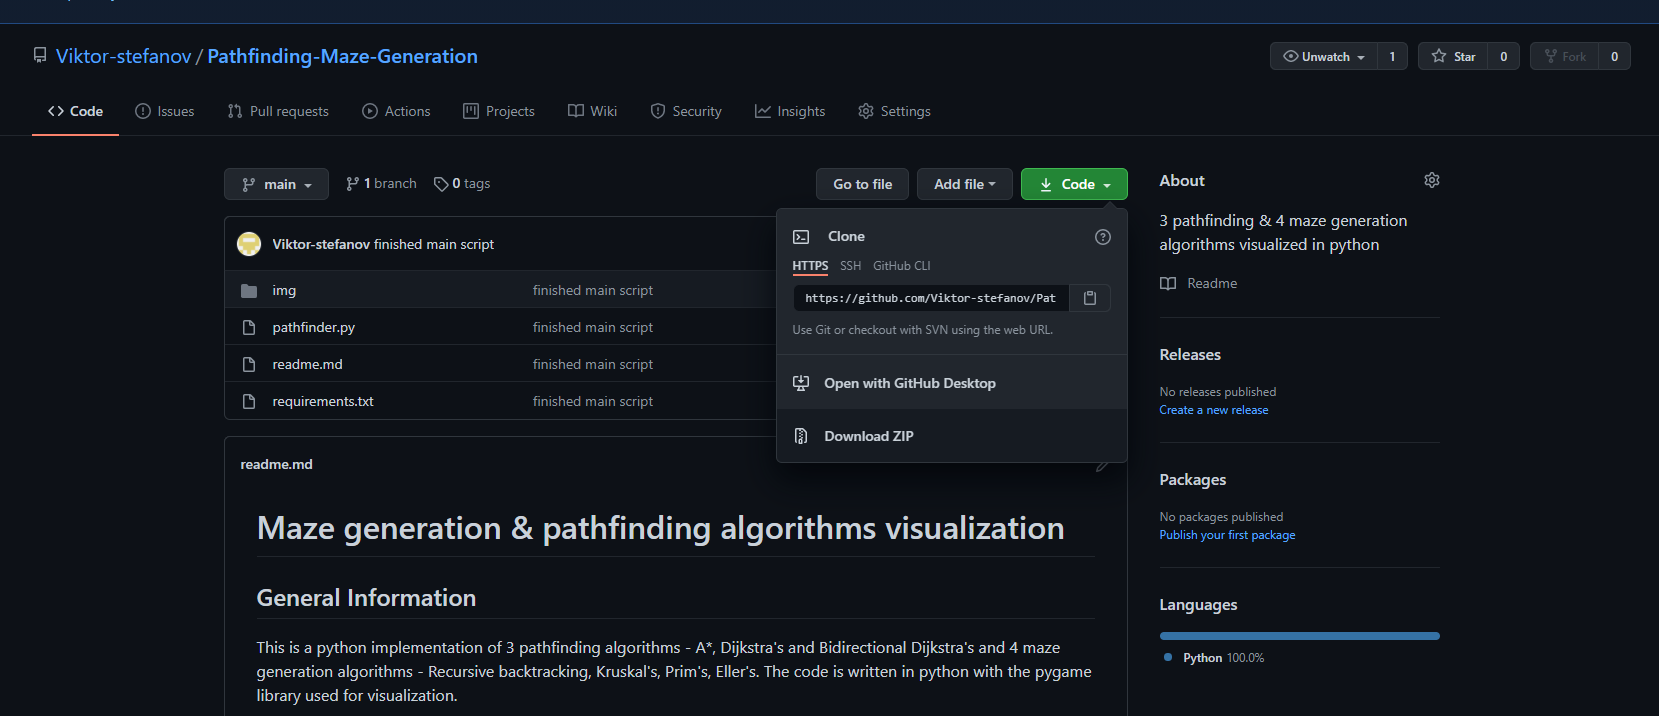 Viktor-stefanov / Pathfinding-Maze-Generation
Unwatch 1 Star 0 Fork 0
Code Issues Pull requests Actions Projects Wiki Security Insights Settings
main 1 branch 0 tags Go to file Add file Code
Viktor-stefanov finished main script
img finished main script
pathfinder.py finished main script
readme.md finished main script
requirements.txt finished main script
Clone
HTTPS SSH GitHub CLI
https://github.com/Viktor-stefanov/Pat
Use Git or checkout with SVN using the web URL.
Open with GitHub Desktop
Download ZIP
readme.md
Maze generation & pathfinding algorithms visualization
General Information
This is a python implementation of 3 pathfinding algorithms - A*, Dijkstra's and Bidirectional Dijkstra's and 4 maze
generation algorithms - Recursive backtracking, Kruskal's, Prim's, Eller's. The code is written in python with the pygame
library used for visualization.
About
3 pathfinding & 4 maze generation
algorithms visualized in python
Readme
Releases
No releases published
Create a new release
Packages
No packages published
Publish your first package
Languages
Python 100.0%